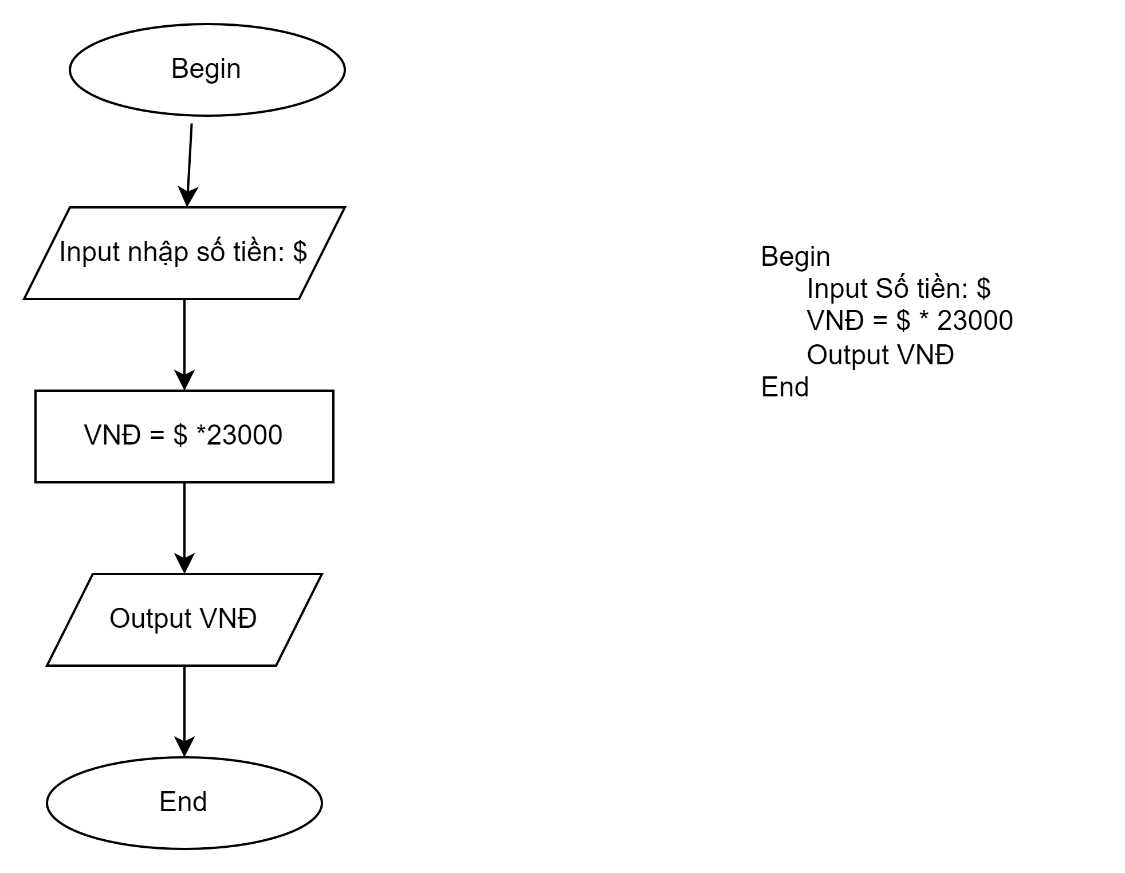 Begin
Input nhập số tiền: $
VNĐ = $ *23000
Output VNĐ
End
Begin
Input Số tiền: $
VNĐ = $ * 23000
Output VNĐ
End